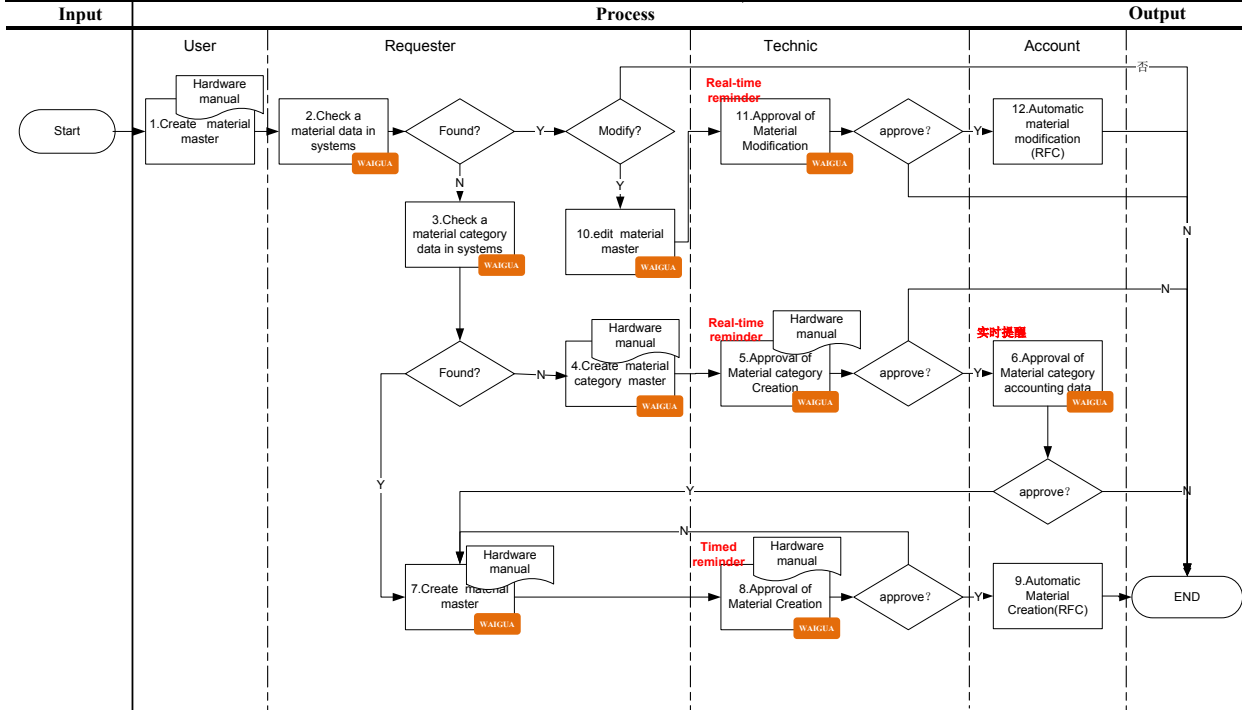 Input
Process
Output
User
Requester
Technic
Account
Start
Hardware
manual
1.Create material
master
2.Check a
material data in
systems
WAIGUA
Found?
Y
Modify?
否
Real-time
reminder
11.Approval of
Material
Modification
WAIGUA
approve?
Y
12.Automatic
material
modification
(RFC)
N
Y
3.Check a
material category
data in systems
WAIGUA
10.edit material
master
WAIGUA
N
N
Found?
N
Hardware
manual
4.Create material
category master
WAIGUA
Real-time
reminder
Hardware
manual
5.Approval of
Material category
Creation
WAIGUA
approve?
Y
实时提醒
6.Approval of
Material category
accounting data
WAIGUA
Y
Y
approve?
N
N
Hardware
manual
7.Create material
master
WAIGUA
Timed
reminder
Hardware
manual
8.Approval of
Material Creation
WAIGUA
approve?
Y
9.Automatic
Material
Creation(RFC)
END